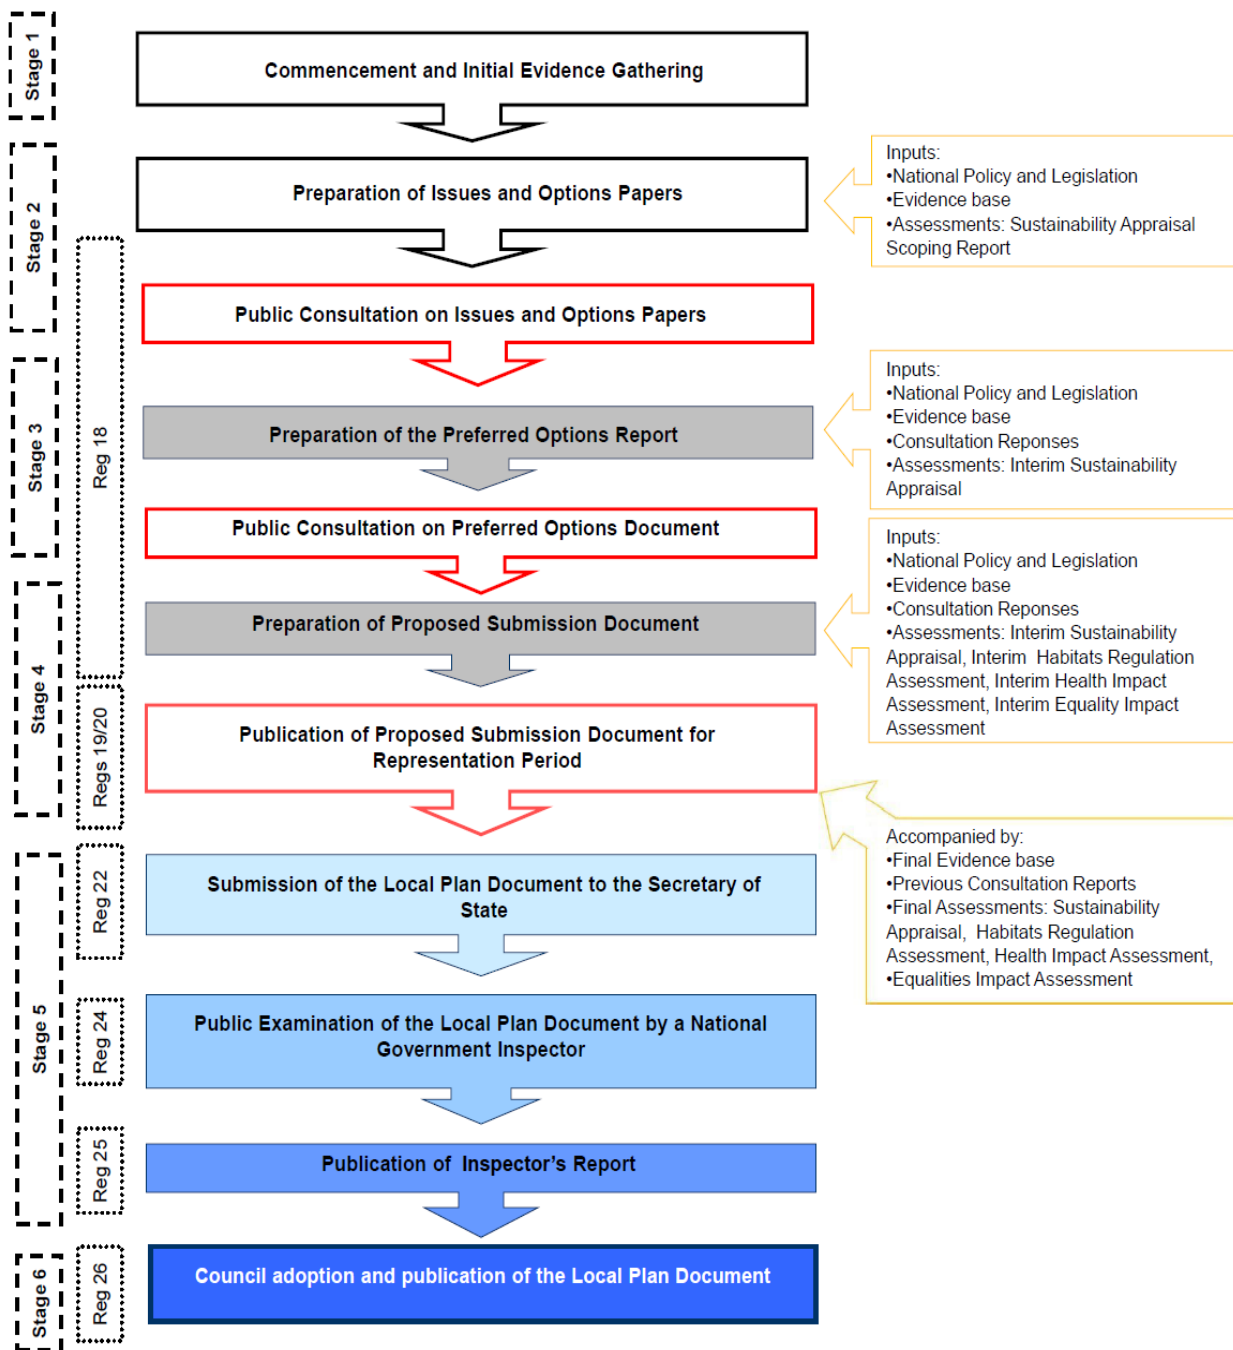 Stage 1
Commencement and Initial Evidence Gathering
Stage 2
Preparation of Issues and Options Papers
Inputs:
•National Policy and Legislation
•Evidence base
•Assessments: Sustainability Appraisal
Scoping Report
Reg 18
Public Consultation on Issues and Options Papers
Stage 3
Preparation of the Preferred Options Report
Inputs:
•National Policy and Legislation
•Evidence base
•Consultation Reponses
•Assessments: Interim Sustainability
Appraisal
Public Consultation on Preferred Options Document
Stage 4
Preparation of Proposed Submission Document
Inputs:
•National Policy and Legislation
•Evidence base
•Consultation Reponses
•Assessments: Interim Sustainability
Appraisal, Interim Habitats Regulation
Assessment, Interim Health Impact
Assessment, Interim Equality Impact
Assessment
Regs 19/20
Publication of Proposed Submission Document for
Representation Period
Accompanied by:
•Final Evidence base
•Previous Consultation Reports
•Final Assessments: Sustainability
Appraisal, Habitats Regulation
Assessment, Health Impact Assessment,
•Equalities Impact Assessment
Stage 5
Reg 22
Submission of the Local Plan Document to the Secretary of
State
Reg 24
Public Examination of the Local Plan Document by a National
Government Inspector
Reg 25
Publication of Inspector's Report
Stage 6
Reg 26
Council adoption and publication of the Local Plan Document